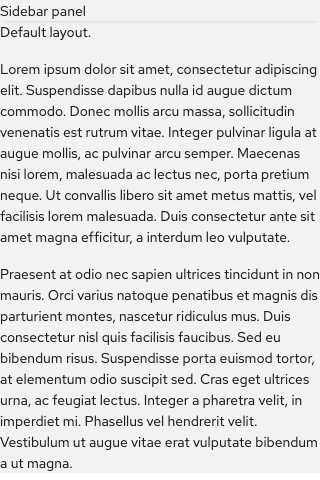 Sidebar panel
Default layout.
Lorem ipsum dolor sit amet, consectetur adipiscing
elit. Suspendisse dapibus nulla id augue dictum
commodo. Donec mollis arcu massa, sollicitudin
venenatis est rutrum vitae. Integer pulvinar ligula at
augue mollis, ac pulvinar arcu semper. Maecenas
nisi lorem, malesuada ac lectus nec, porta pretium
neque. Ut convallis libero sit amet metus mattis, vel
facilisis lorem malesuada. Duis consectetur ante sit
amet magna efficitur, a interdum leo vulputate.
Praesent at odio nec sapien ultrices tincidunt in non
mauris. Orci varius natoque penatibus et magnis dis
parturient montes, nascetur ridiculus mus. Duis
consectetur nisl quis facilisis faucibus. Sed eu
bibendum risus. Suspendisse porta euismod tortor,
at elementum odio suscipit sed. Cras eget ultrices
urna, ac feugiat lectus. Integer a pharetra velit, in
imperdiet mi. Phasellus vel hendrerit velit.
Vestibulum ut augue vitae erat vulputate bibendum
a ut magna.